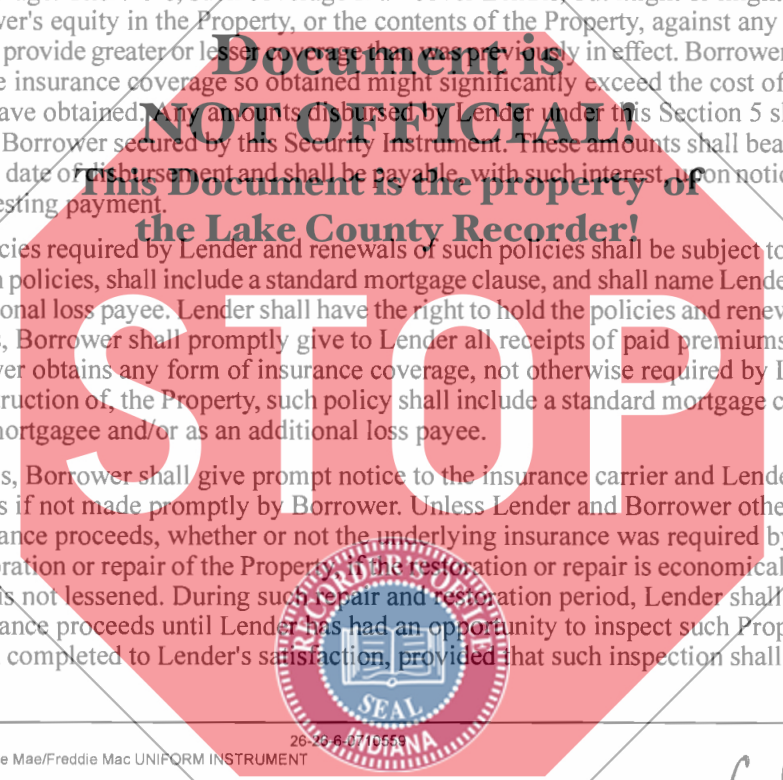 er's equity in the Property, or the contents of the Property, against any
provide greater or lesser coverage than was previously in effect. Borrower
Document is
e insurance coverage so obtained might significantly exceed the cost of
ave obtained. Any amounts disbursed by Lender under this Section 5 s
NOT OFFICIAL!
Borrower secured by this Security Instrument. These amounts shall bea
date of disbursement and shall be payable, with such interest, upon notic
This Document is the property of
esting payment.
the Lake County Recorder!
cies required by Lender and renewals of such policies shall be subject to
policies, shall include a standard mortgage clause, and shall name Lende
onal loss payee. Lender shall have the right to hold the policies and renew
s, Borrower shall promptly give to Lender all receipts of paid premiums
er obtains any form of insurance coverage, not otherwise required by L
ruction of, the Property, such policy shall include a standard mortgage c
STOP
ortgagee and/or as an additional loss payee.
s, Borrower shall give prompt notice to the insurance carrier and Lende
s if not made promptly by Borrower. Unless Lender and Borrower othe
ance proceeds, whether or not the underlying insurance was required by
ration or repair of the Property, if the restoration or repair is economical
is not lessened. During such repair and restoration period, Lender shall
ance proceeds until Lender has had an opportunity to inspect such Prop
completed to Lender's satisfaction, provided that such inspection shall
RECORDER'S OFFICE
SEAL
INDIANA
e Mae/Freddie Mac UNIFORM INSTRUMENT